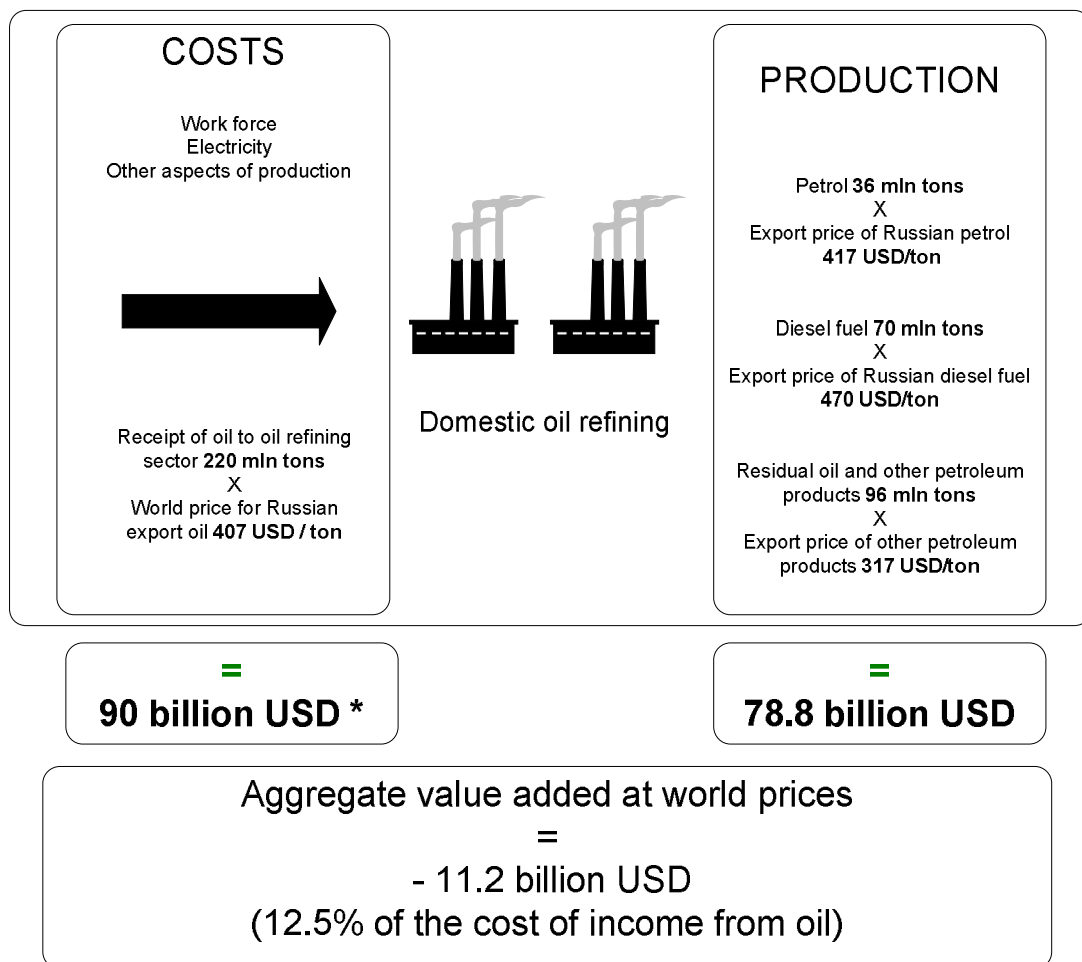 COSTS
Work force
Electricity
Other aspects of production
Receipt of oil to oil refining
sector 220 mln tons
X
World price for Russian
export oil 407 USD / ton
Domestic oil refining
PRODUCTION
Petrol 36 mln tons
X
Export price of Russian petrol
417 USD/ton
Diesel fuel 70 mln tons
X
Export price of Russian diesel fuel
470 USD/ton
Residual oil and other petroleum
products 96 mln tons
X
Export price of other petroleum
products 317 USD/ton
=
90 billion USD *
=
78.8 billion USD
Aggregate value added at world prices
=
- 11.2 billion USD
(12.5% of the cost of income from oil)